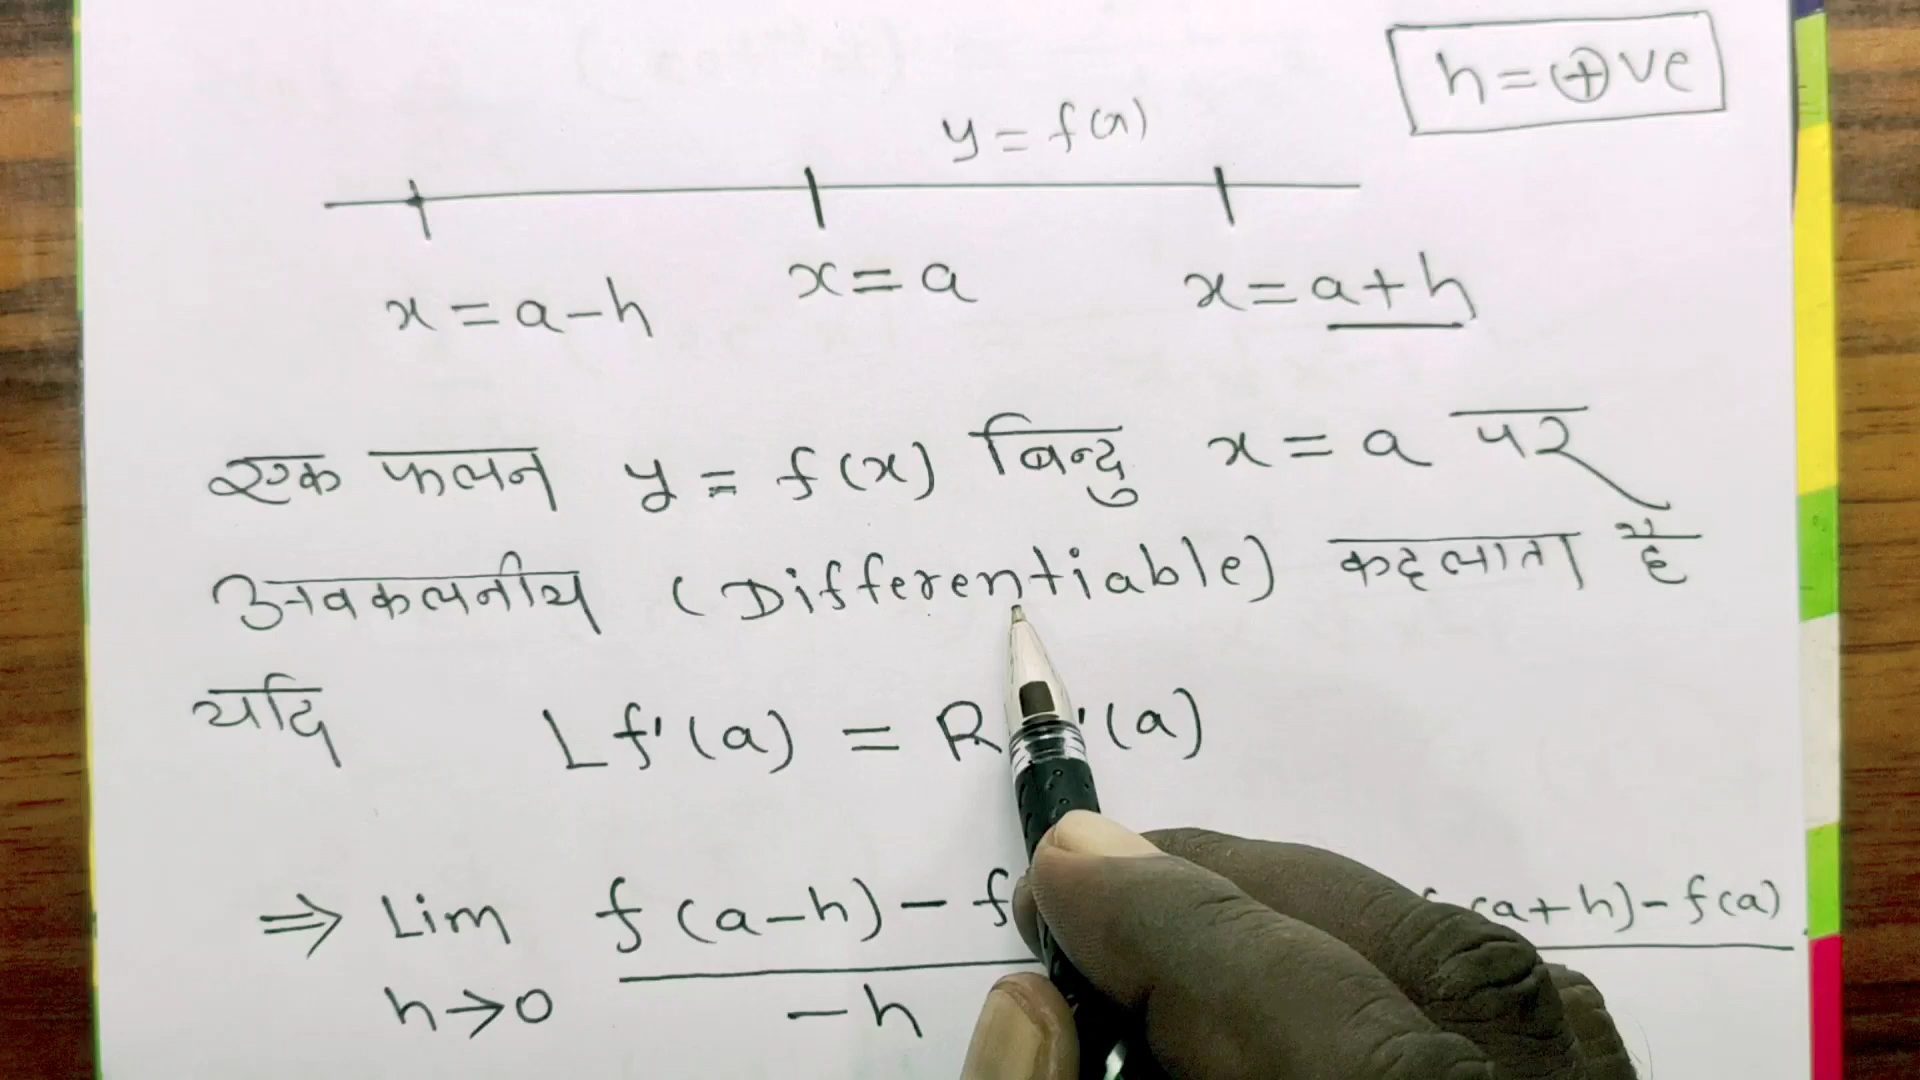 h = ⊕ve
y = f(x)
x = a-h x = a x = a+h
एक फलन y = f(x) बिन्दु x = a पर
अवकलनीय (Differentiable) कहलाता है
यदि Lf'(a) = R '(a)
⇒ Lim f(a-h) - f (a+h) - f(a)
h→0 -h